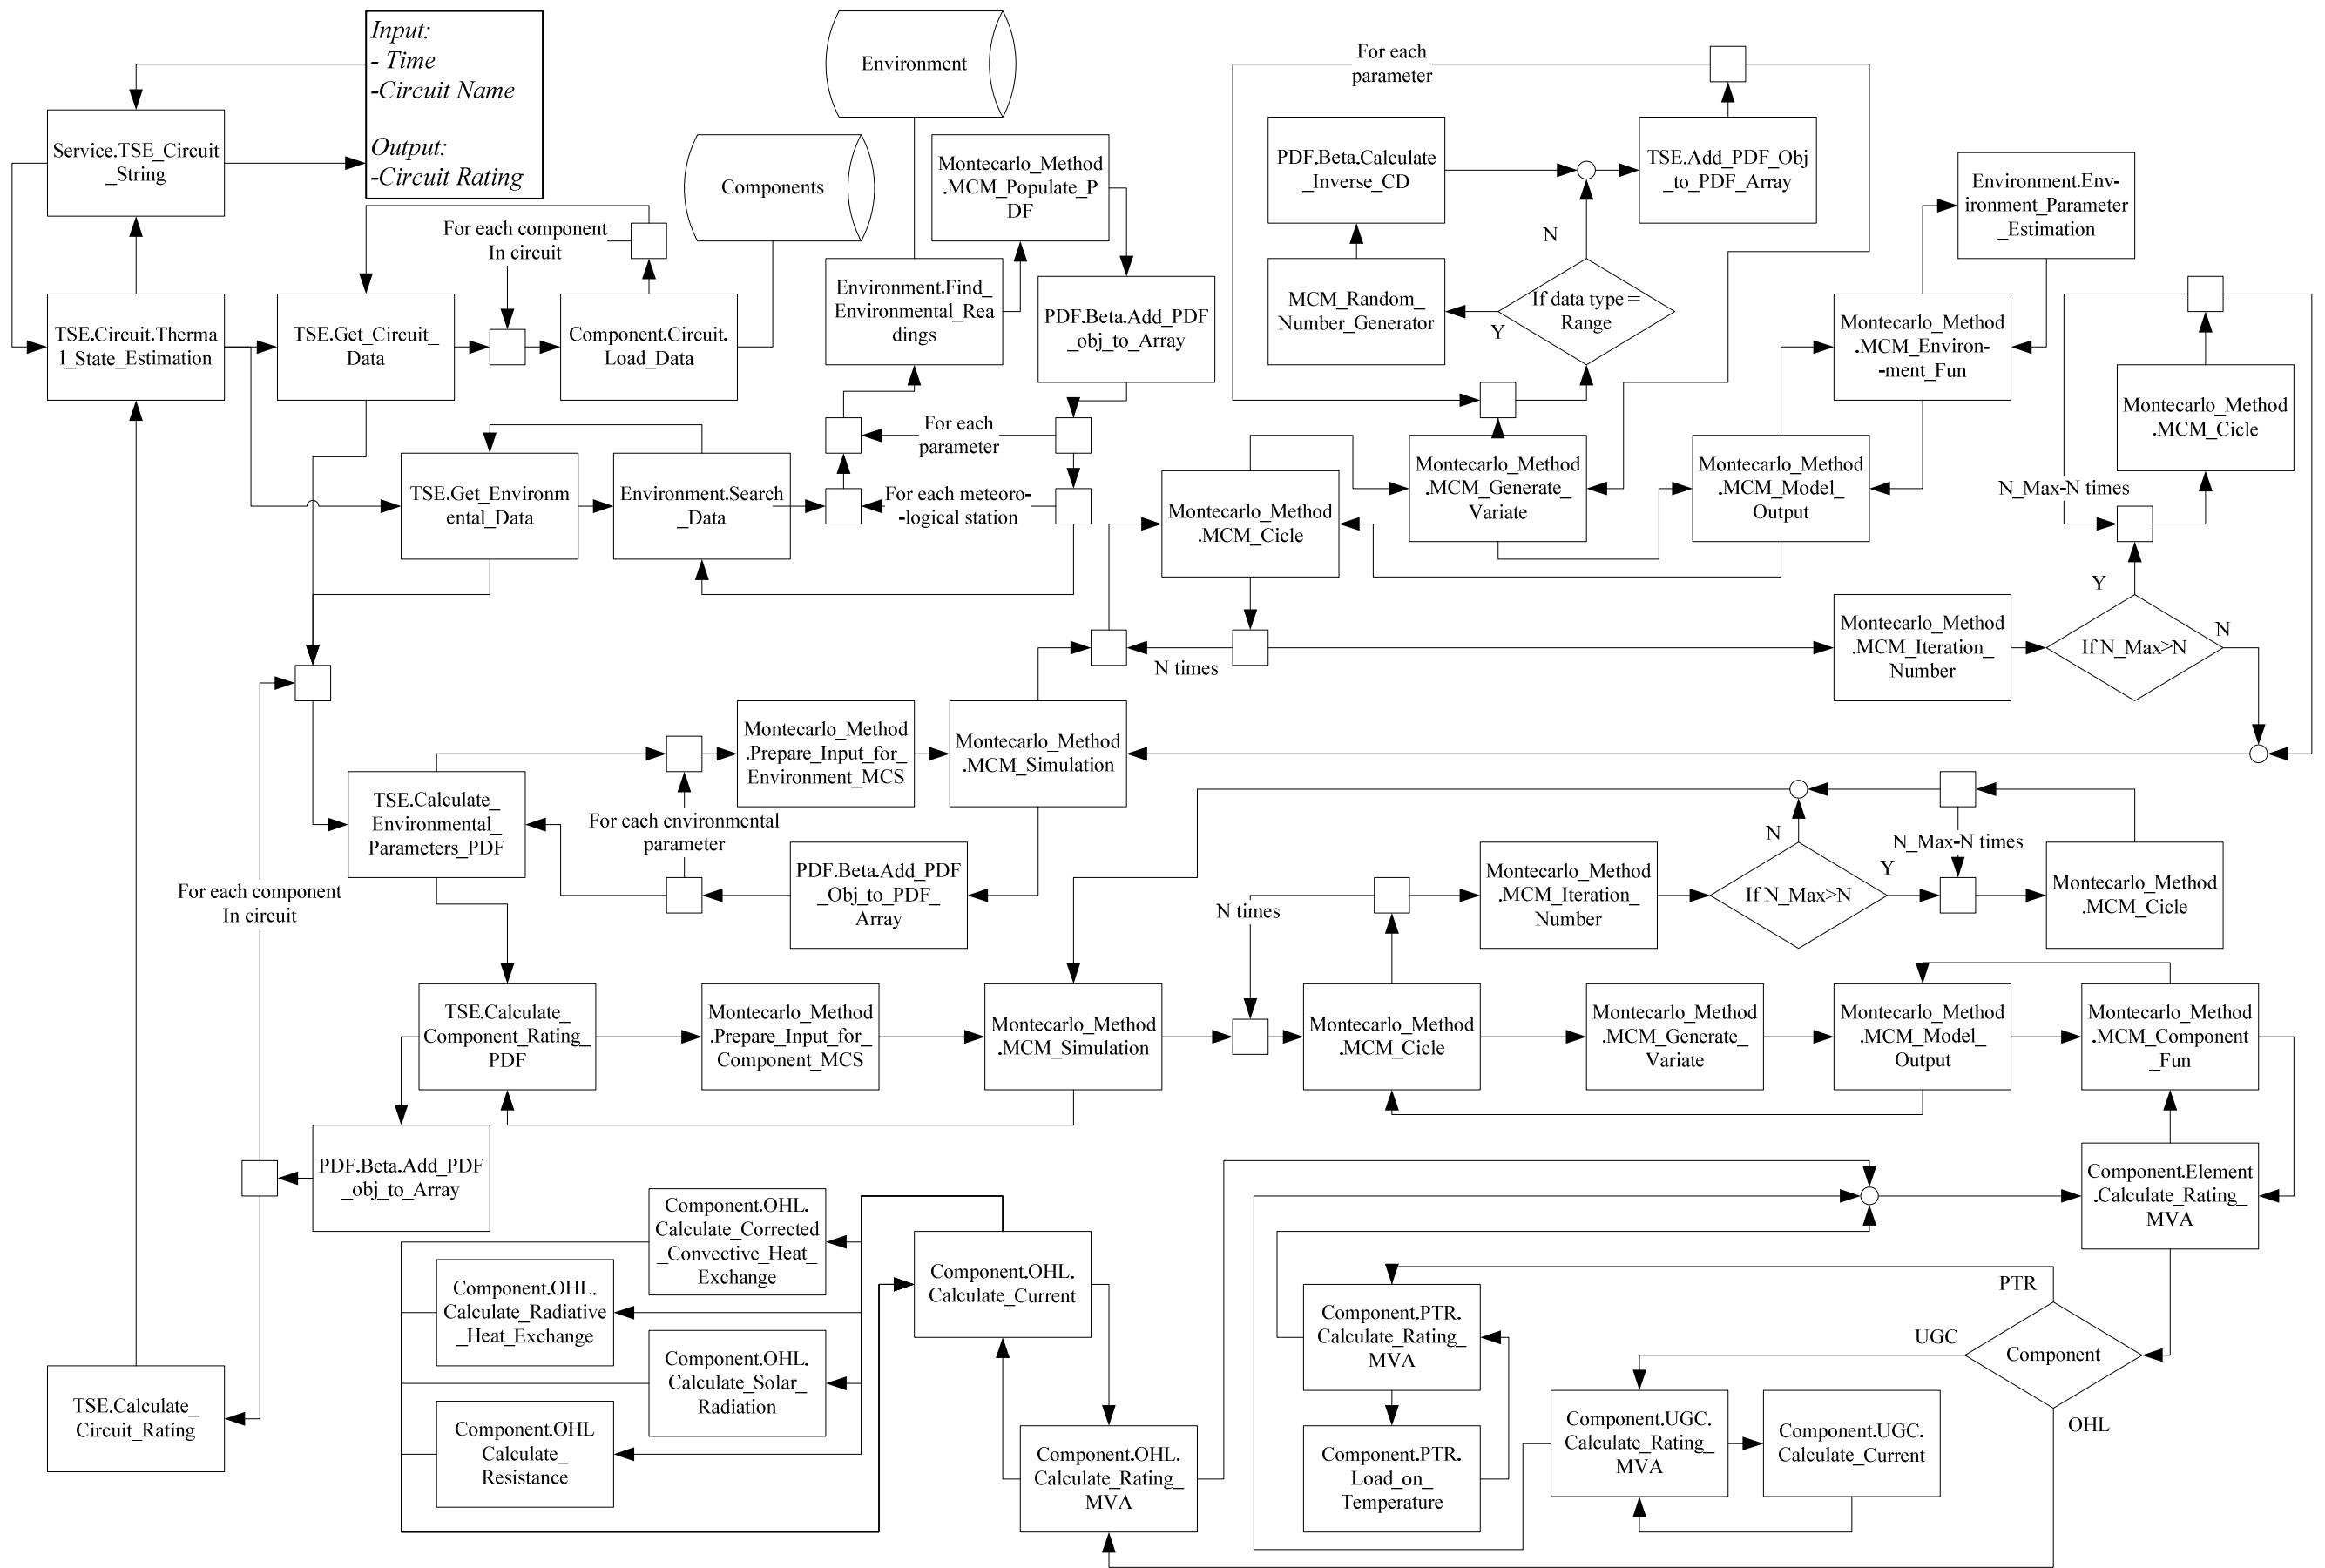 Input:
- Time
-Circuit Name
Output:
-Circuit Rating
Service.TSE_Circuit
_String
TSE.Circuit.Therma
l_State_Estimation
TSE.Get_Circuit_
Data
For each component
In circuit
Component.Circuit.
Load_Data
Components
Environment
Environment.Find_
Environmental_Rea
dings
Montecarlo_Method
.MCM_Populate_P
DF
PDF.Beta.Add_PDF
_obj_to_Array
For each
parameter
For each meteoro-
-logical station
TSE.Get_Environm
ental_Data
Environment.Search
_Data
For each
parameter
PDF.Beta.Calculate
_Inverse_CD
TSE.Add_PDF_Obj
_to_PDF_Array
MCM_Random_
Number_Generator
If data type =
Range
N
Y
Environment.Env-
ironment_Parameter
_Estimation
Montecarlo_Method
.MCM_Environ-
-ment_Fun
Montecarlo_Method
.MCM_Cicle
N_Max-N times
Montecarlo_Method
.MCM_Cicle
Montecarlo_Method
.MCM_Generate_
Variate
Montecarlo_Method
.MCM_Model_
Output
N times
Montecarlo_Method
.MCM_Iteration_
Number
If N_Max>N
Y
N
Montecarlo_Method
.Prepare_Input_for_
Environment_MCS
Montecarlo_Method
.MCM_Simulation
TSE.Calculate_
Environmental_
Parameters_PDF
For each environmental
parameter
PDF.Beta.Add_PDF
_Obj_to_PDF_
Array
For each component
In circuit
N times
Montecarlo_Method
.MCM_Iteration_
Number
If N_Max>N
N
Y
N_Max-N times
Montecarlo_Method
.MCM_Cicle
TSE.Calculate_
Component_Rating_
PDF
Montecarlo_Method
.Prepare_Input_for_
Component_MCS
Montecarlo_Method
.MCM_Simulation
Montecarlo_Method
.MCM_Cicle
Montecarlo_Method
.MCM_Generate_
Variate
Montecarlo_Method
.MCM_Model_
Output
Montecarlo_Method
.MCM_Component
_Fun
PDF.Beta.Add_PDF
_obj_to_Array
Component.Element
.Calculate_Rating_
MVA
Component.OHL.
Calculate_Corrected
_Convective_Heat_
Exchange
Component.OHL.
Calculate_Radiative
_Heat_Exchange
Component.OHL.
Calculate_Solar_
Radiation
Component.OHL
Calculate_
Resistance
Component.OHL.
Calculate_Current
Component.OHL.
Calculate_Rating_
MVA
Component.PTR.
Calculate_Rating_
MVA
Component.PTR.
Load_on_
Temperature
Component.UGC.
Calculate_Rating_
MVA
Component.UGC.
Calculate_Current
PTR
UGC
Component
OHL
TSE.Calculate_
Circuit_Rating